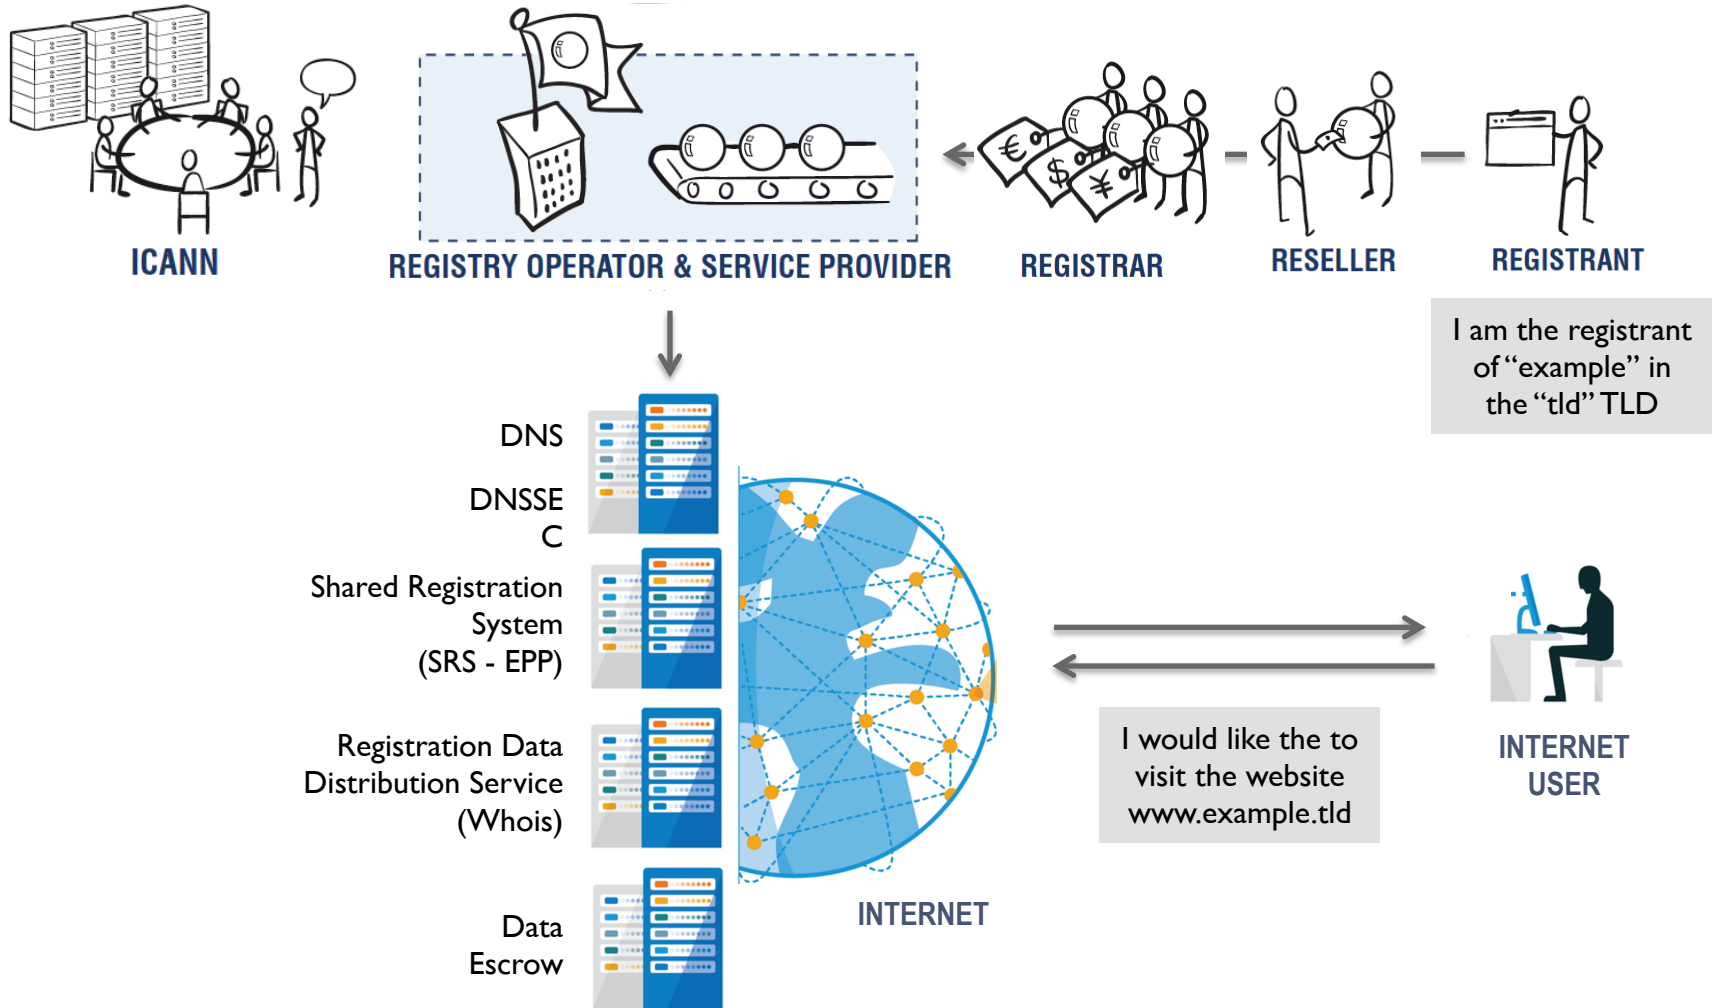 €
$
¥
ICANN
REGISTRY OPERATOR & SERVICE PROVIDER
REGISTRAR
RESELLER
REGISTRANT
I am the registrant
of “example” in
the “tld” TLD
DNS
DNSSE
C
Shared Registration
System
(SRS - EPP)
Registration Data
Distribution Service
(Whois)
Data
Escrow
INTERNET
I would like the to
visit the website
www.example.tld
INTERNET
USER